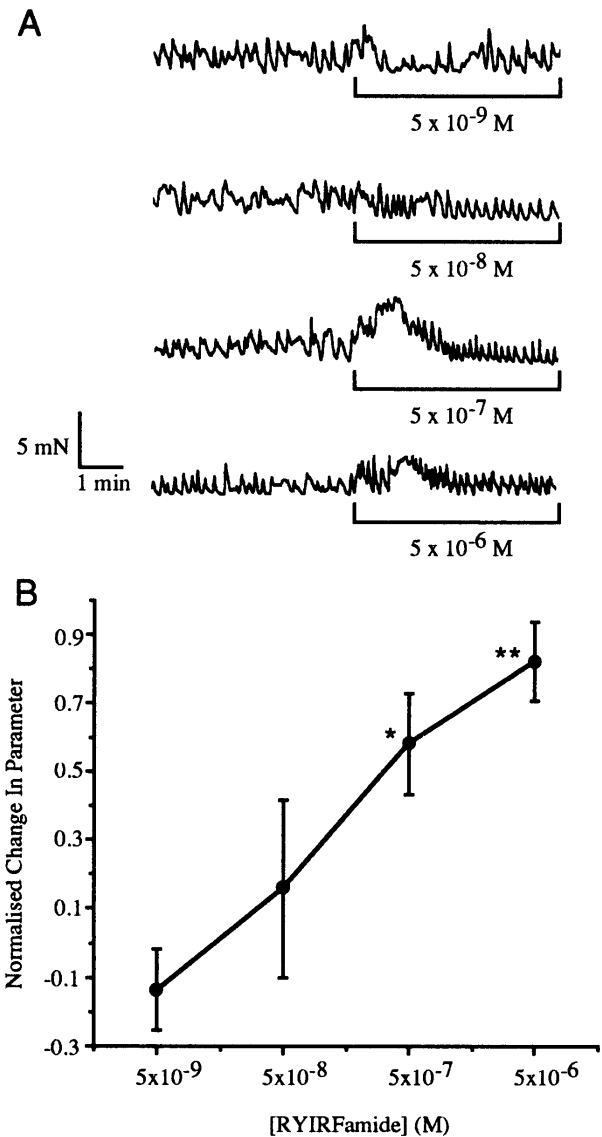 A
5 x 10-9 M
5 x 10-8 M
5 x 10-7 M
5 mN
1 min
5 x 10-6 M
B
Normalised Change In Parameter
0.9
0.7
0.5
0.3
0.1
-0.1
-0.3
*
**
5x10-9 5x10-8 5x10-7 5x10-6
[RYIRFamide] (M)